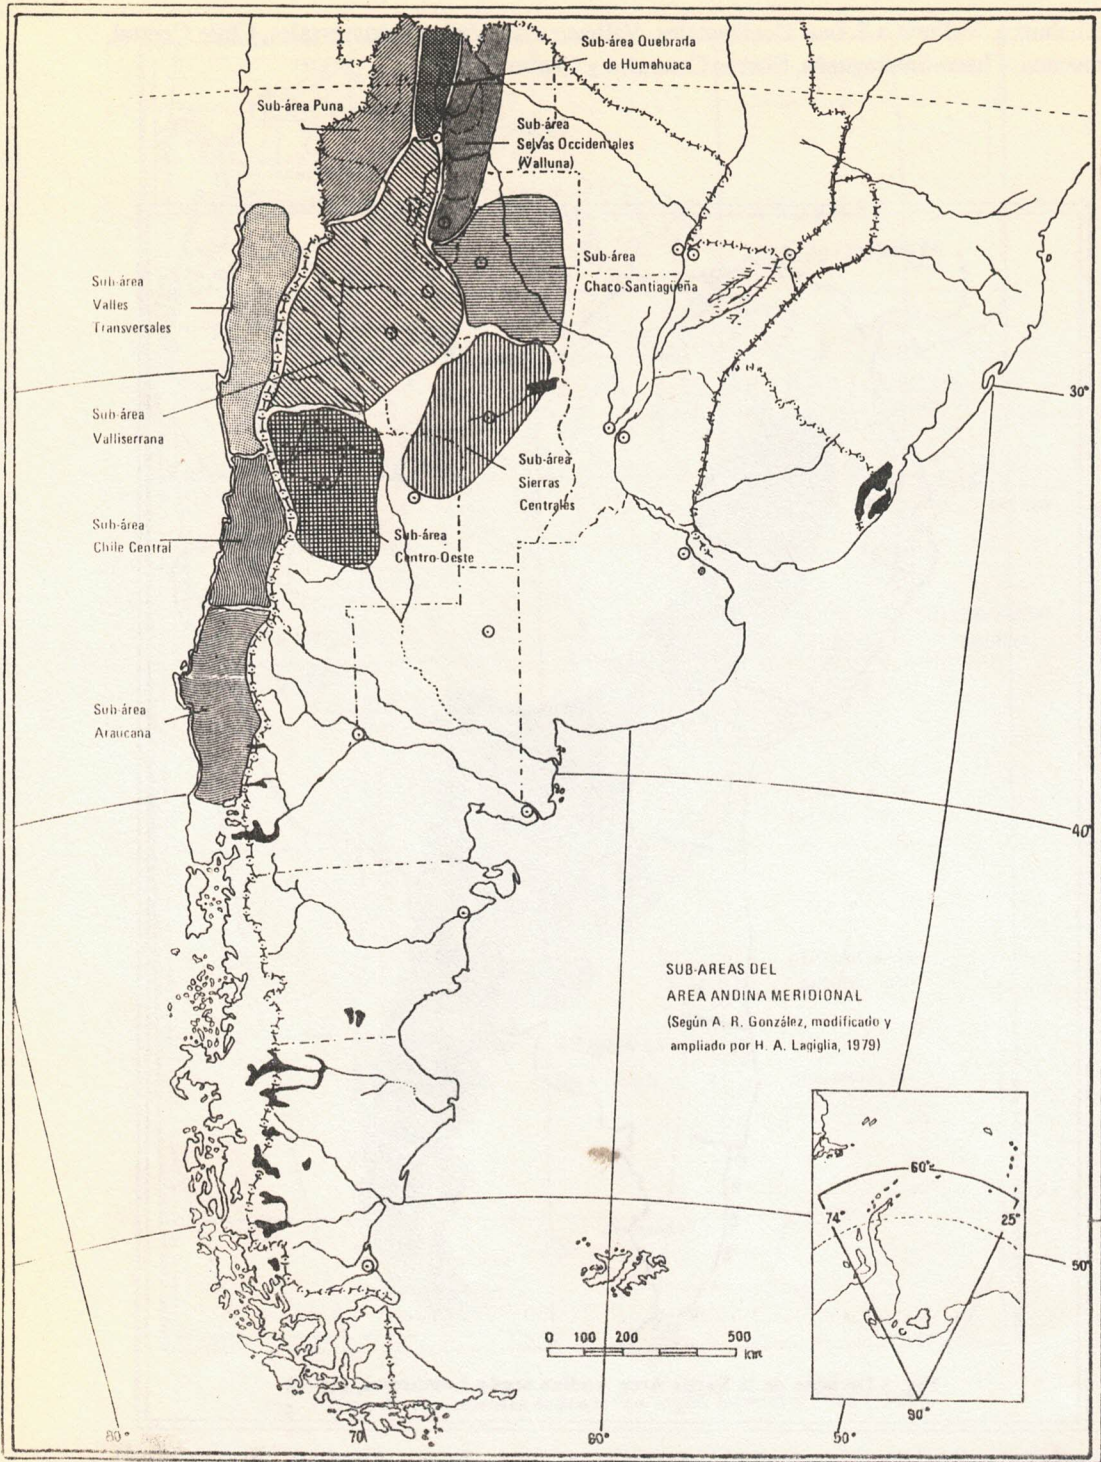 Sub-área Quebrada
de Humahuaca
Sub-área Puna
Sub-área
Selvas Occidentales
(Valluna)
Sub-área
Chaco-Santiagueña
Sub-área
Valles
Transversales
30°
Sub-área
Valliserrana
Sub-área
Sierras
Centrales
Sub-área
Chile Central
Sub-área
Centro-Oeste
Sub-área
Araucana
40°
SUB-AREAS DEL
AREA ANDINA MERIDIONAL
(Según A. R. González, modificado y
ampliado por H. A. Lagiglia, 1979)
60°
74°
25°
90°
50°
0 100 200 500
km
80°
70°
60°
50°